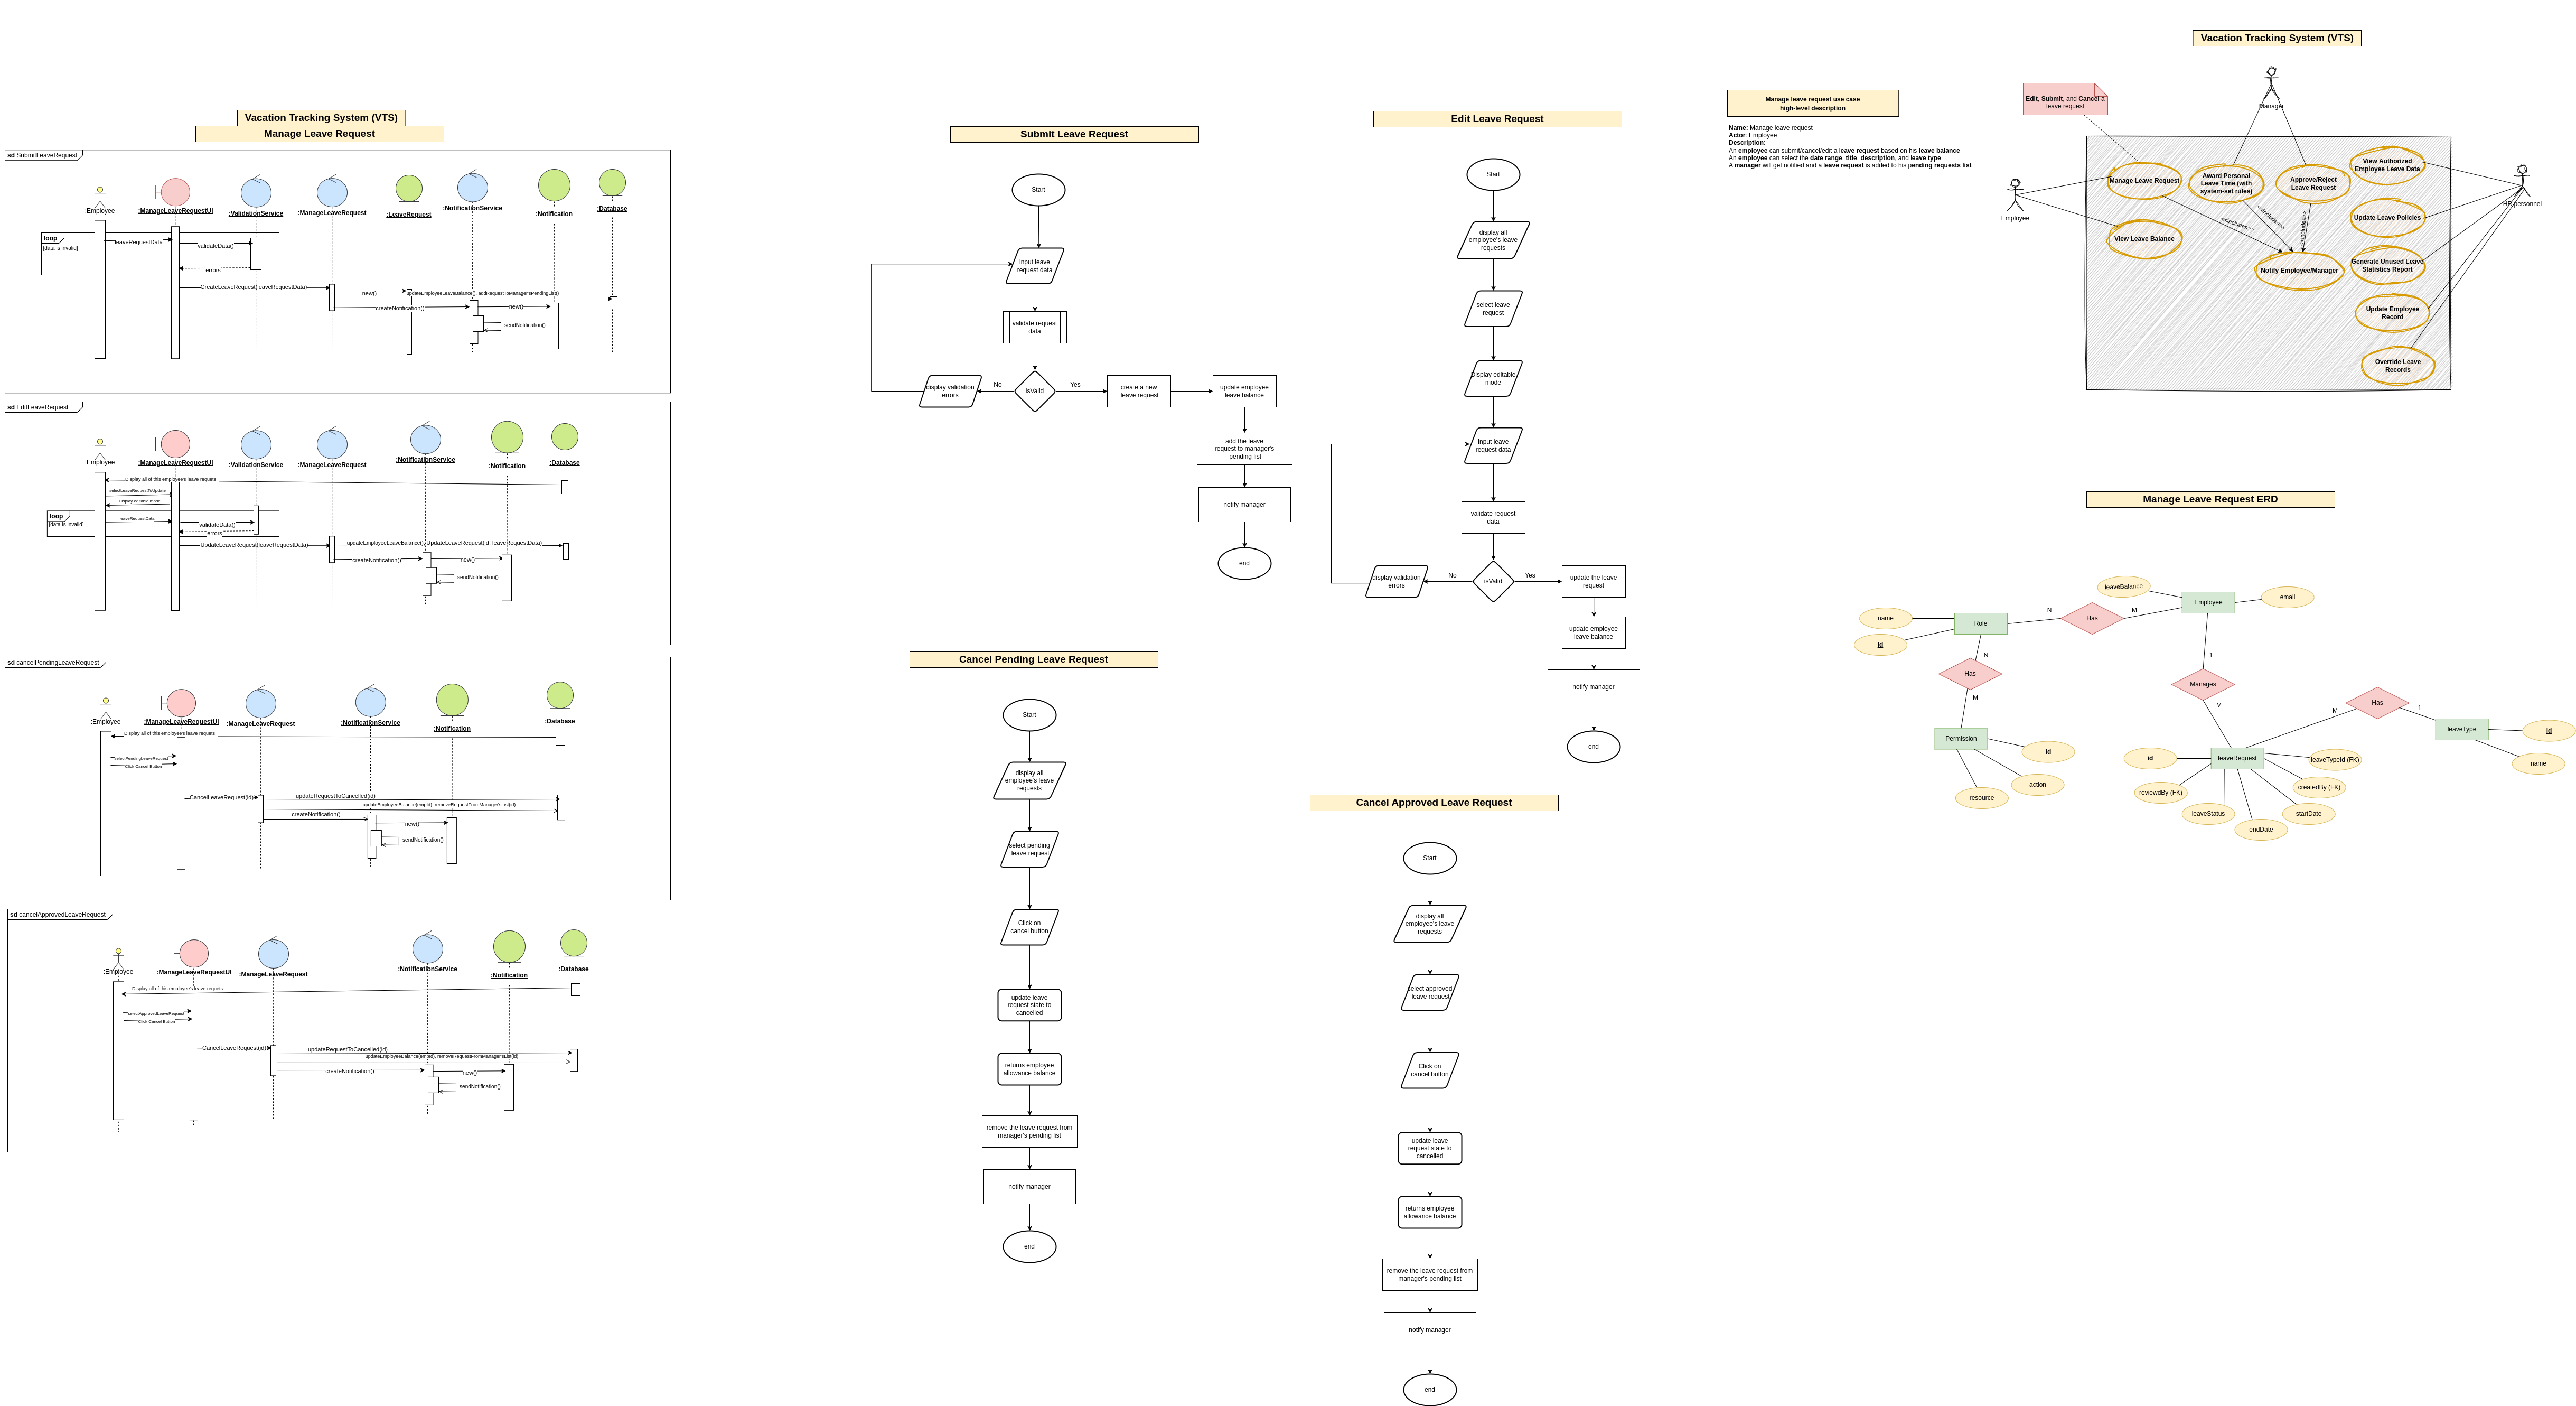 Vacation Tracking System (VTS)
Manage Leave Request
sd SubmitLeaveRequest
:Employee
:ManageLeaveRequestUI
:ValidationService
:ManageLeaveRequest
:LeaveRequest
:NotificationService
:Notification
:Database
loop
[data is invalid]
leaveRequestData
validateData()
errors
CreateLeaveRequest(leaveRequestData)
new()
updateEmployeeLeaveBalance(), addRequestToManager'sPendingList()
createNotification()
new()
sendNotification()
sd EditLeaveRequest
:Employee
:ManageLeaveRequestUI
:ValidationService
:ManageLeaveRequest
:NotificationService
:Notification
:Database
Display all of this employee's leave requets
selectLeaveRequestToUpdate
Display editable mode
loop
[data is invalid]
leaveRequestData
validateData()
errors
UpdateLeaveRequest(leaveRequestData)
updateEmployeeLeaveBalance(), UpdateLeaveRequest(id, leaveRequestData)
createNotification()
new()
sendNotification()
sd cancelPendingLeaveRequest
:Employee
:ManageLeaveRequestUI
:ManageLeaveRequest
:NotificationService
:Notification
:Database
Display all of this employee's leave requets
selectPendingLeaveRequest
Click Cancel Button
CancelLeaveRequest(id)
updateRequestToCancelled(id)
updateEmployeeBalance(empId), removeRequestFromManager'sList(id)
createNotification()
new()
sendNotification()
sd cancelApprovedLeaveRequest
:Employee
:ManageLeaveRequestUI
:ManageLeaveRequest
:NotificationService
:Notification
:Database
Display all of this employee's leave requets
selectApprovedLeaveRequest
Click Cancel Button
CancelLeaveRequest(id)
updateRequestToCancelled(id)
updateEmployeeBalance(empId), removeRequestFromManager'sList(id)
createNotification()
new()
sendNotification()
Submit Leave Request
Start
input leave
request data
validate request
data
isValid
No
Yes
display validation
errors
create a new
leave request
update employee
leave balance
add the leave
request to manager's
pending list
notify manager
end
Edit Leave Request
Start
display all
employee's leave
requests
select leave
request
Display editable
mode
Input leave
request data
validate request
data
isValid
No
Yes
display validation
errors
update the leave
request
update employee
leave balance
notify manager
end
Cancel Pending Leave Request
Start
display all
employee's leave
requests
select pending
leave request
Click on
cancel button
update leave
request state to
cancelled
returns employee
allowance balance
remove the leave request from
manager's pending list
notify manager
end
Cancel Approved Leave Request
Start
display all
employee's leave
requests
select approved
leave request
Click on
cancel button
update leave
request state to
cancelled
returns employee
allowance balance
remove the leave request from
manager's pending list
notify manager
end
Manage leave request use case
high-level description
Name: Manage leave request
Actor: Employee
Description:
An employee can submit/cancel/edit a leave request based on his leave balance
An employee can select the date range, title, description, and leave type
A manager will get notified and a leave request is added to his pending requests list
Vacation Tracking System (VTS)
Edit, Submit, and Cancel a
leave request
Manager
Employee
HR personnel
Manage Leave Request
Award Personal
Leave Time (with
system-set rules)
Approve/Reject
Leave Request
View Authorized
Employee Leave Data
Update Leave Policies
View Leave Balance
<<includes>>
<<includes>>
<<includes>>
Notify Employee/Manager
Generate Unused Leave
Statistics Report
Update Employee
Record
Override Leave
Records
Manage Leave Request ERD
leaveBalance
Employee
email
name
id
Role
N
Has
M
N
Has
M
Permission
id
action
resource
1
Manages
M
M
Has
1
leaveType
id
name
id
leaveRequest
leaveTypeId (FK)
reviewdBy (FK)
createdBy (FK)
leaveStatus
startDate
endDate